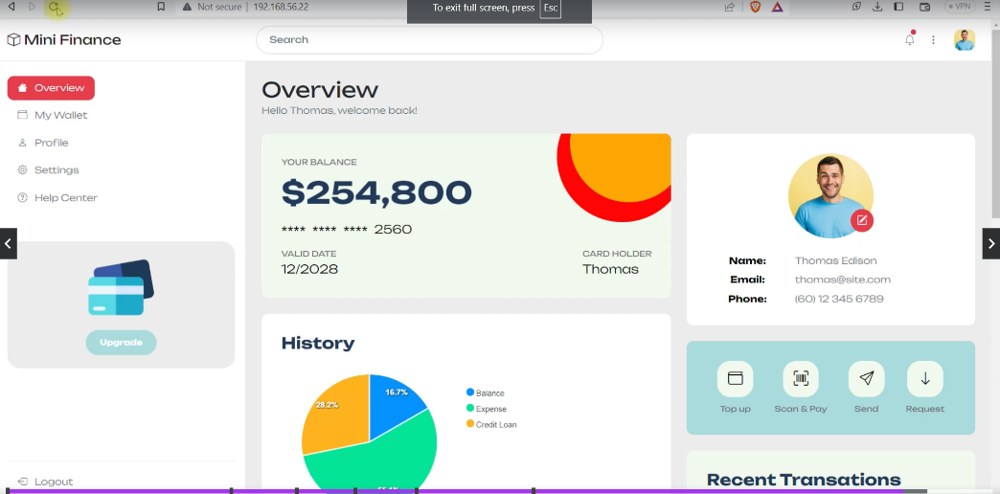 To exit full screen, press Esc
Not secure 192.168.56.22
VPN
Mini Finance
Search
Overview
My Wallet
Profile
Settings
Help Center
Upgrade
Logout
Overview
Hello Thomas, welcome back!
YOUR BALANCE
$254,800
**** **** **** 2560
VALID DATE
12/2028
CARD HOLDER
Thomas
History
16.7%
28.2%
Balance
Expense
Credit Loan
Name: Thomas Edison
Email: thomas@site.com
Phone: (60) 12 345 6789
Top up
Scan & Pay
Send
Request
Recent Transations